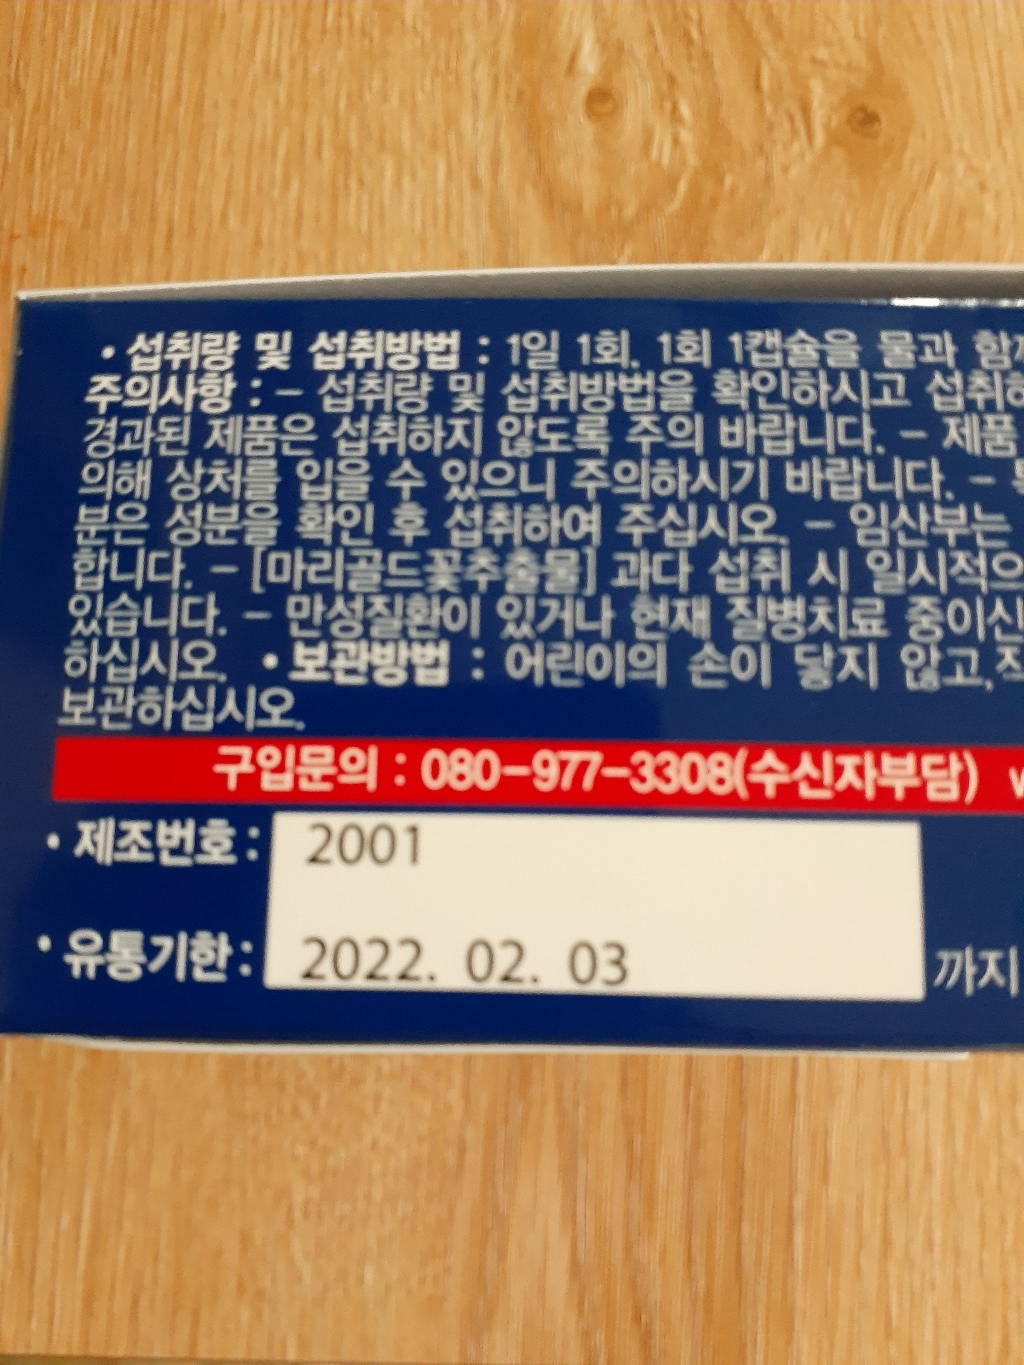 • 섭취량 및 섭취방법 : 1일 1회, 1회 1캡슐을 물과 함께
주의사항 : - 섭취량 및 섭취방법을 확인하시고 섭취하
경과된 제품은 섭취하지 않도록 주의 바랍니다. - 제품
의해 상처를 입을 수 있으니 주의하시기 바랍니다. -
분은 성분을 확인 후 섭취하여 주십시오. - 임산부는
합니다. - [마리골드꽃추출물] 과다 섭취 시 일시적으
있습니다. - 만성질환이 있거나 현재 질병치료 중이신
하십시오. • 보관방법 : 어린이의 손이 닿지 않고,
보관하십시오.
구입문의 : 080-977-3308(수신자부담)
• 제조번호 : 2001
• 유통기한 : 2022. 02. 03 까지